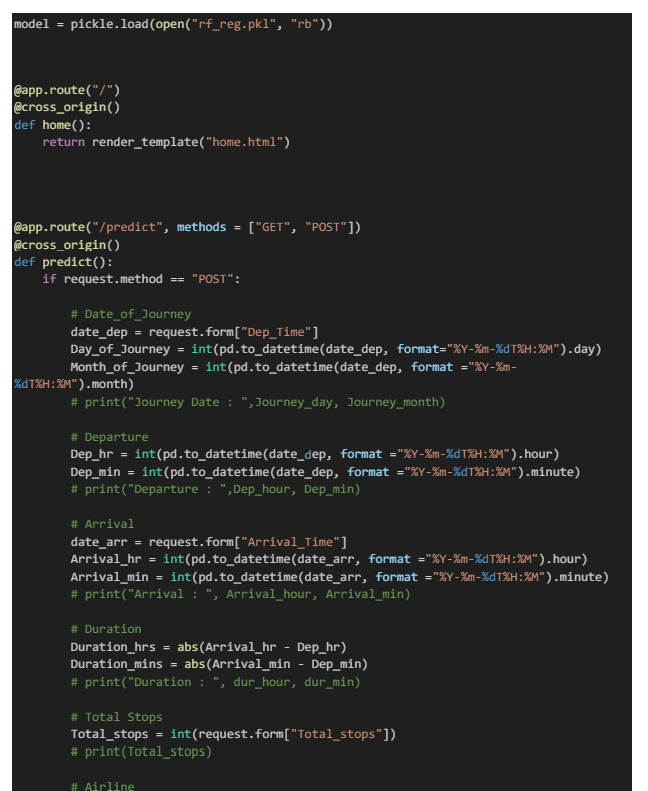 model = pickle.load(open("rf_reg.pkl", "rb"))
@app.route("/")
@cross_origin()
def home():
    return render_template("home.html")
@app.route("/predict", methods = ["GET", "POST"])
@cross_origin()
def predict():
    if request.method == "POST":
        # Date_of_Journey
        date_dep = request.form["Dep_Time"]
        Day_of_Journey = int(pd.to_datetime(date_dep, format="%Y-%m-%dT%H:%M").day)
        Month_of_Journey = int(pd.to_datetime(date_dep, format ="%Y-%m-
%dT%H:%M").month)
        # print("Journey Date : ",Journey_day, Journey_month)
        # Departure
        Dep_hr = int(pd.to_datetime(date_dep, format ="%Y-%m-%dT%H:%M").hour)
        Dep_min = int(pd.to_datetime(date_dep, format ="%Y-%m-%dT%H:%M").minute)
        # print("Departure : ",Dep_hour, Dep_min)
        # Arrival
        date_arr = request.form["Arrival_Time"]
        Arrival_hr = int(pd.to_datetime(date_arr, format ="%Y-%m-%dT%H:%M").hour)
        Arrival_min = int(pd.to_datetime(date_arr, format ="%Y-%m-%dT%H:%M").minute)
        # print("Arrival : ", Arrival_hour, Arrival_min)
        # Duration
        Duration_hrs = abs(Arrival_hr - Dep_hr)
        Duration_mins = abs(Arrival_min - Dep_min)
        # print("Duration : ", dur_hour, dur_min)
        # Total Stops
        Total_stops = int(request.form["Total_stops"])
        # print(Total_stops)
        # Airline